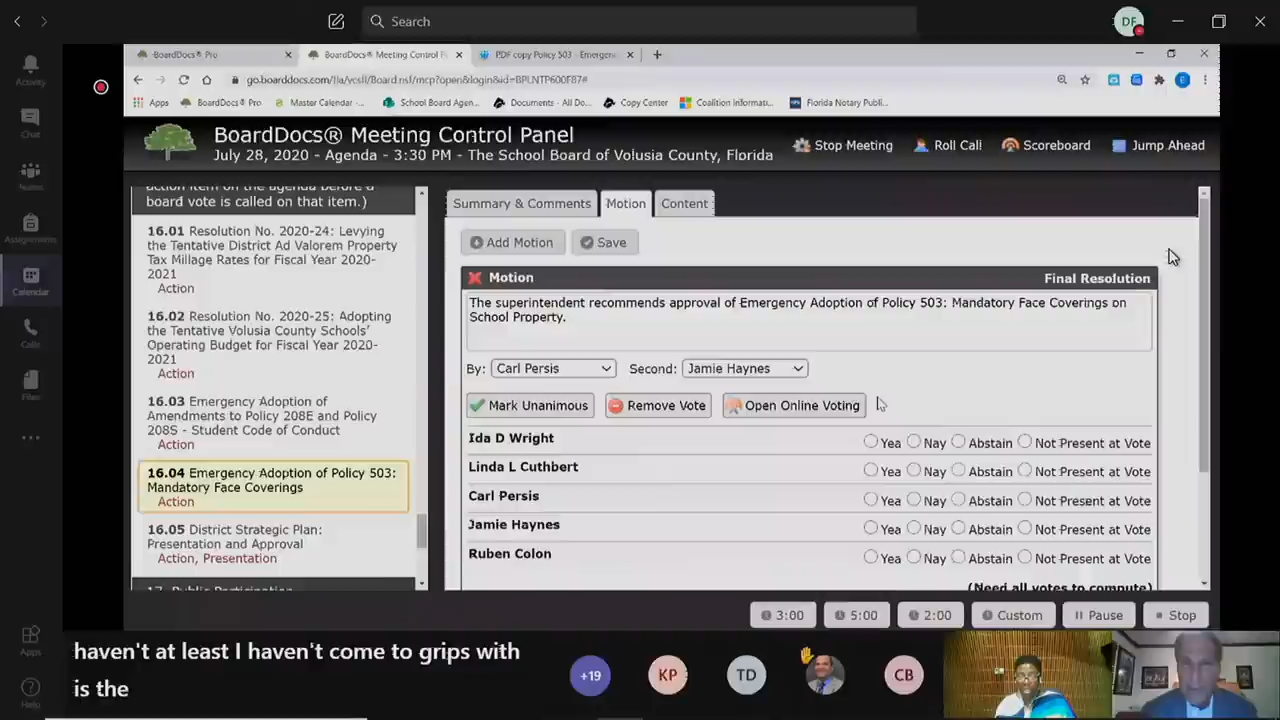 Search
DF
Activity
Chat
Teams
Assignments
Calendar
Calls
Files
Apps
Help
BoardDocs® Pro
BoardDocs® Meeting Control P
PDF copy Policy 503 - Emergen
Apps
BoardDocs® Pro
Master Calendar -...
School Board Agen...
Documents - All Do...
Copy Center
Coalition Informati...
Florida Notary Publi...
BoardDocs® Meeting Control Panel
July 28, 2020 - Agenda - 3:30 PM - The School Board of Volusia County, Florida
Stop Meeting
Roll Call
Scoreboard
Jump Ahead
action item on the agenda before a
board vote is called on that item.)
16.01 Resolution No. 2020-24: Levying
the Tentative District Ad Valorem Property
Tax Millage Rates for Fiscal Year 2020-
2021
Action
16.02 Resolution No. 2020-25: Adopting
the Tentative Volusia County Schools'
Operating Budget for Fiscal Year 2020-
2021
Action
16.03 Emergency Adoption of
Amendments to Policy 208E and Policy
208S - Student Code of Conduct
Action
16.04 Emergency Adoption of Policy 503:
Mandatory Face Coverings
Action
16.05 District Strategic Plan:
Presentation and Approval
Action, Presentation
17. Public Participation
Summary & Comments
Motion
Content
Add Motion
Save
Motion
Final Resolution
The superintendent recommends approval of Emergency Adoption of Policy 503: Mandatory Face Coverings on
School Property.
By: Carl Persis Second: Jamie Haynes
Mark Unanimous
Remove Vote
Open Online Voting
Ida D Wright Yea Nay Abstain Not Present at Vote
Linda L Cuthbert Yea Nay Abstain Not Present at Vote
Carl Persis Yea Nay Abstain Not Present at Vote
Jamie Haynes Yea Nay Abstain Not Present at Vote
Ruben Colon Yea Nay Abstain Not Present at Vote
(Need all votes to compute)
3:00
5:00
2:00
Custom
Pause
Stop
haven't at least I haven't come to grips with
is the
+19
KP
TD
CB